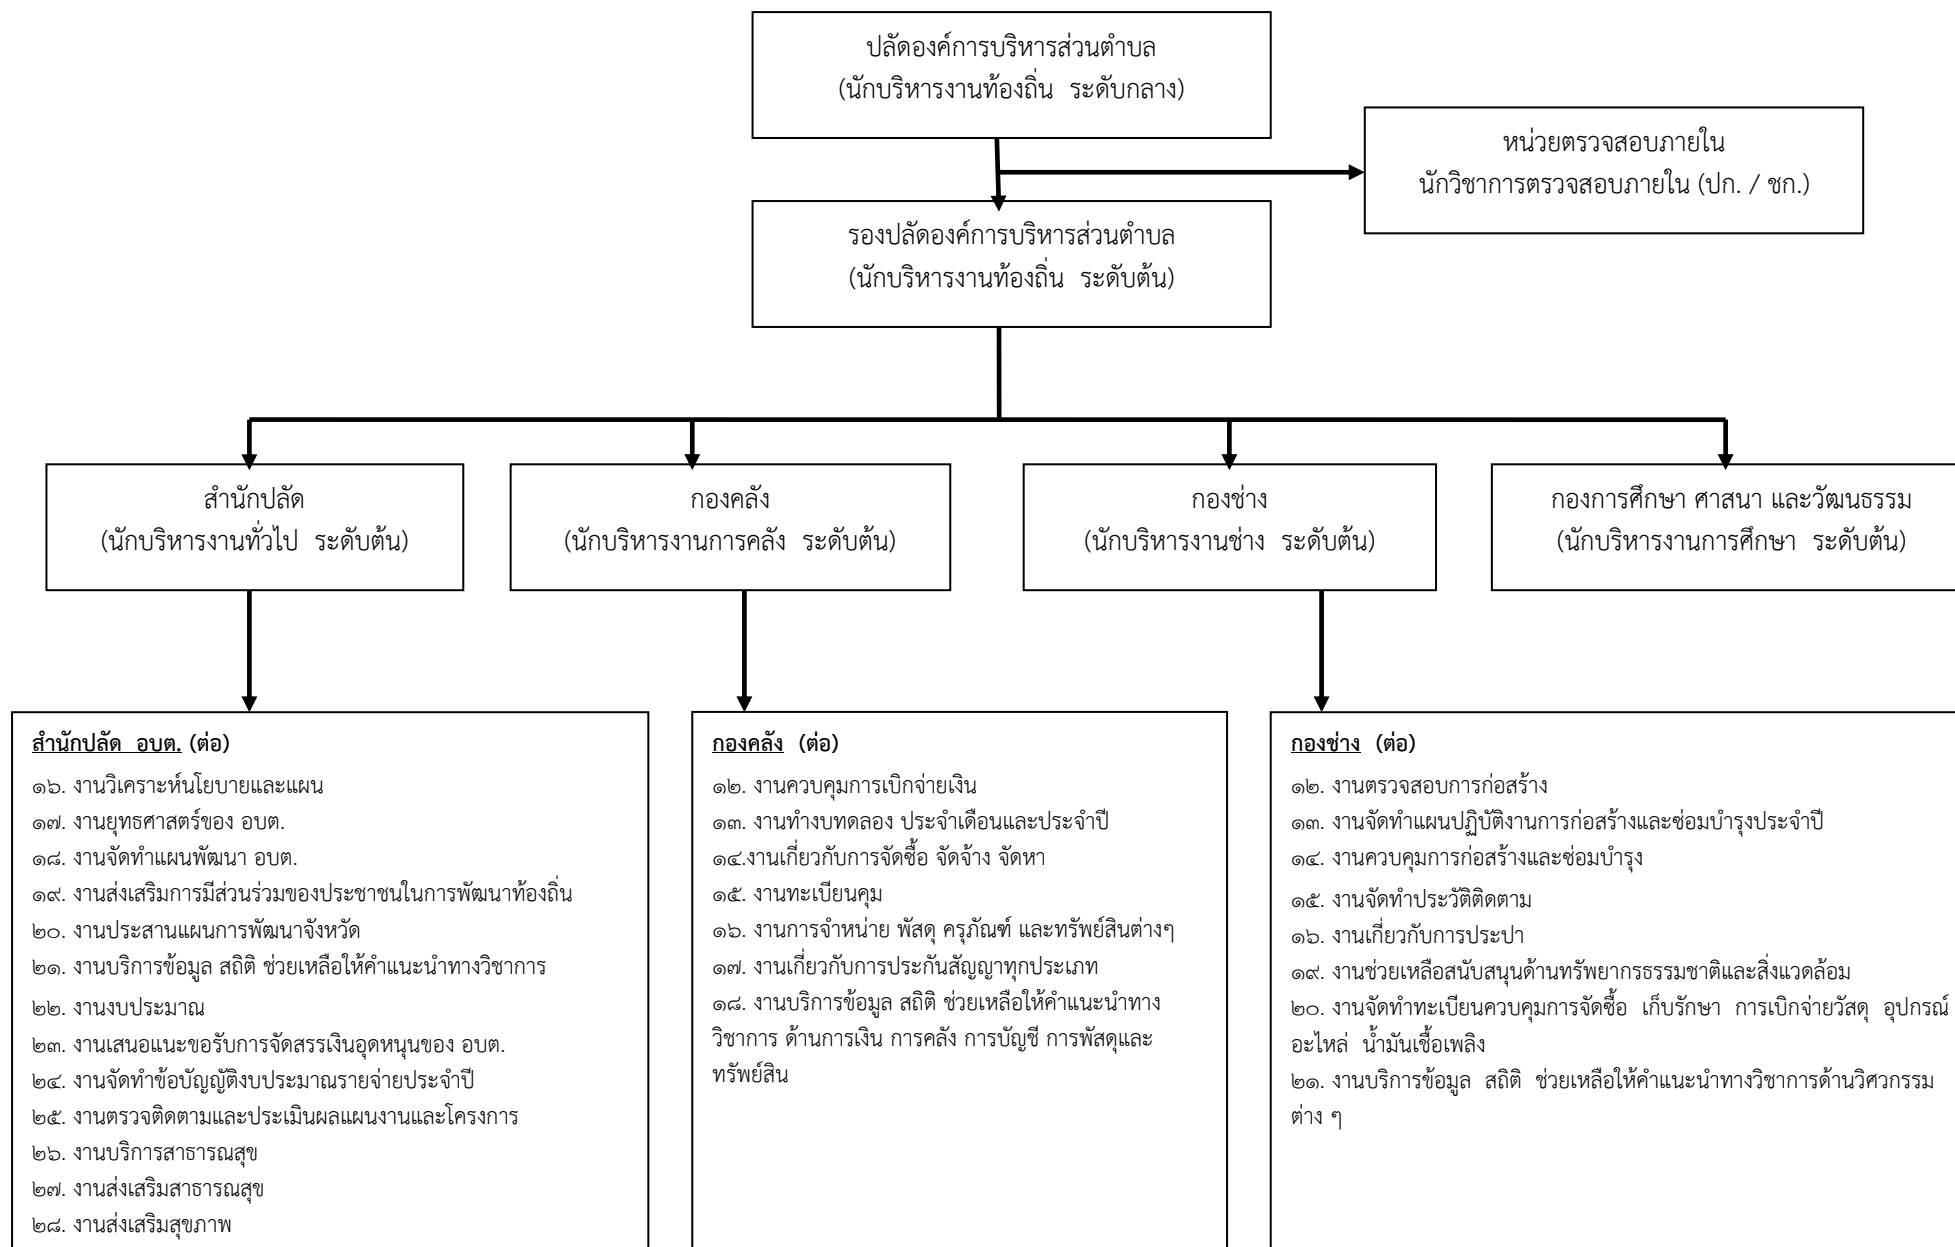 ปลัดองค์การบริหารส่วนตำบล
(นักบริหารงานท้องถิ่น ระดับกลาง)
หน่วยตรวจสอบภายใน
นักวิชาการตรวจสอบภายใน (ปก. / ชก.)
รองปลัดองค์การบริหารส่วนตำบล
(นักบริหารงานท้องถิ่น ระดับต้น)
สำนักปลัด
(นักบริหารงานทั่วไป ระดับต้น)
กองคลัง
(นักบริหารงานการคลัง ระดับต้น)
กองช่าง
(นักบริหารงานช่าง ระดับต้น)
กองการศึกษา ศาสนา และวัฒนธรรม
(นักบริหารงานการศึกษา ระดับต้น)
สำนักปลัด อบต. (ต่อ)
๑๖. งานวิเคราะห์นโยบายและแผน
๑๗. งานยุทธศาสตร์ของ อบต.
๑๘. งานจัดทำแผนพัฒนา อบต.
๑๙. งานส่งเสริมการมีส่วนร่วมของประชาชนในการพัฒนาท้องถิ่น
๒๐. งานประสานแผนการพัฒนาจังหวัด
๒๑. งานบริการข้อมูล สถิติ ช่วยเหลือให้คำแนะนำทางวิชาการ
๒๒. งานงบประมาณ
๒๓. งานเสนอแนะขอรับการจัดสรรเงินอุดหนุนของ อบต.
๒๔. งานจัดทำข้อบัญญัติงบประมาณรายจ่ายประจำปี
๒๕. งานตรวจติดตามและประเมินผลแผนงานและโครงการ
๒๖. งานบริการสาธารณสุข
๒๗. งานส่งเสริมสาธารณสุข
๒๘. งานส่งเสริมสุขภาพ
กองคลัง (ต่อ)
๑๒. งานควบคุมการเบิกจ่ายเงิน
๑๓. งานทำงบทดลอง ประจำเดือนและประจำปี
๑๔.งานเกี่ยวกับการจัดซื้อ จัดจ้าง จัดหา
๑๕. งานทะเบียนคุม
๑๖. งานการจำหน่าย พัสดุ ครุภัณฑ์ และทรัพย์สินต่างๆ
๑๗. งานเกี่ยวกับการประกันสัญญาทุกประเภท
๑๘. งานบริการข้อมูล สถิติ ช่วยเหลือให้คำแนะนำทาง
วิชาการ ด้านการเงิน การคลัง การบัญชี การพัสดุและ
ทรัพย์สิน
กองช่าง (ต่อ)
๑๒. งานตรวจสอบการก่อสร้าง
๑๓. งานจัดทำแผนปฏิบัติงานการก่อสร้างและซ่อมบำรุงประจำปี
๑๔. งานควบคุมการก่อสร้างและซ่อมบำรุง
๑๕. งานจัดทำประวัติติดตาม
๑๖. งานเกี่ยวกับการประปา
๑๙. งานช่วยเหลือสนับสนุนด้านทรัพยากรธรรมชาติและสิ่งแวดล้อม
๒๐. งานจัดทำทะเบียนควบคุมการจัดซื้อ เก็บรักษา การเบิกจ่ายวัสดุ อุปกรณ์
อะไหล่ น้ำมันเชื้อเพลิง
๒๑. งานบริการข้อมูล สถิติ ช่วยเหลือให้คำแนะนำทางวิชาการด้านวิศวกรรม
ต่าง ๆ